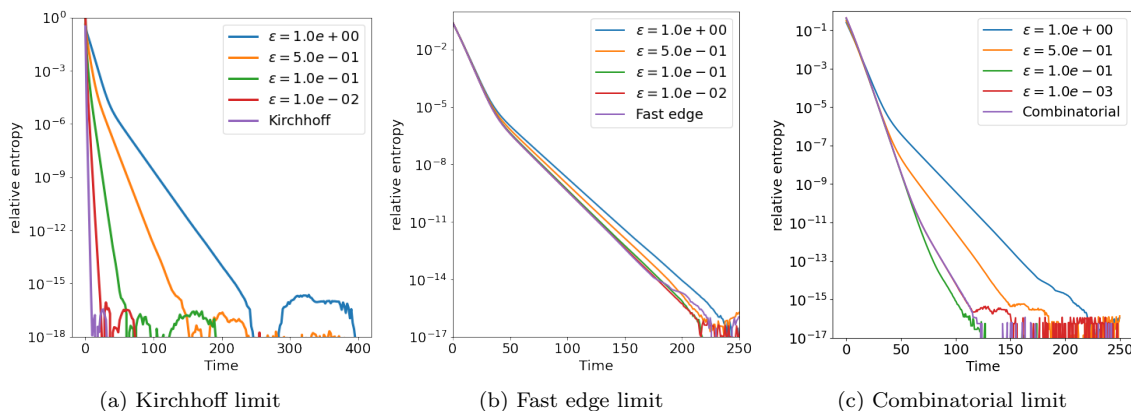 10⁰
10⁻³
10⁻⁶
10⁻⁹
10⁻¹²
10⁻¹⁵
10⁻¹⁸
relative entropy
0
100
200
300
400
Time
ε = 1.0e + 00
ε = 5.0e − 01
ε = 1.0e − 01
ε = 1.0e − 02
Kirchhoff
(a) Kirchhoff limit
10⁻²
10⁻⁵
10⁻⁸
10⁻¹¹
10⁻¹⁴
10⁻¹⁷
relative entropy
0
50
100
150
200
250
Time
ε = 1.0e + 00
ε = 5.0e − 01
ε = 1.0e − 01
ε = 1.0e − 02
Fast edge
(b) Fast edge limit
10⁻¹
10⁻³
10⁻⁵
10⁻⁷
10⁻⁹
10⁻¹¹
10⁻¹³
10⁻¹⁵
10⁻¹⁷
relative entropy
0
50
100
150
200
250
Time
ε = 1.0e + 00
ε = 5.0e − 01
ε = 1.0e − 01
ε = 1.0e − 03
Combinatorial
(c) Combinatorial limit